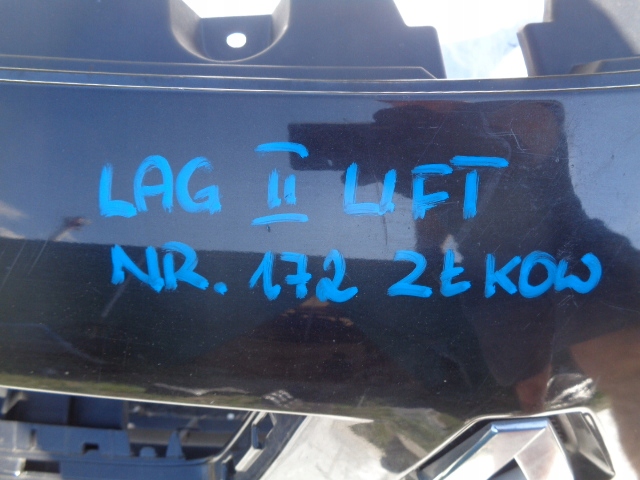 LAG II LIFT
NR. 172 ZŁKOW